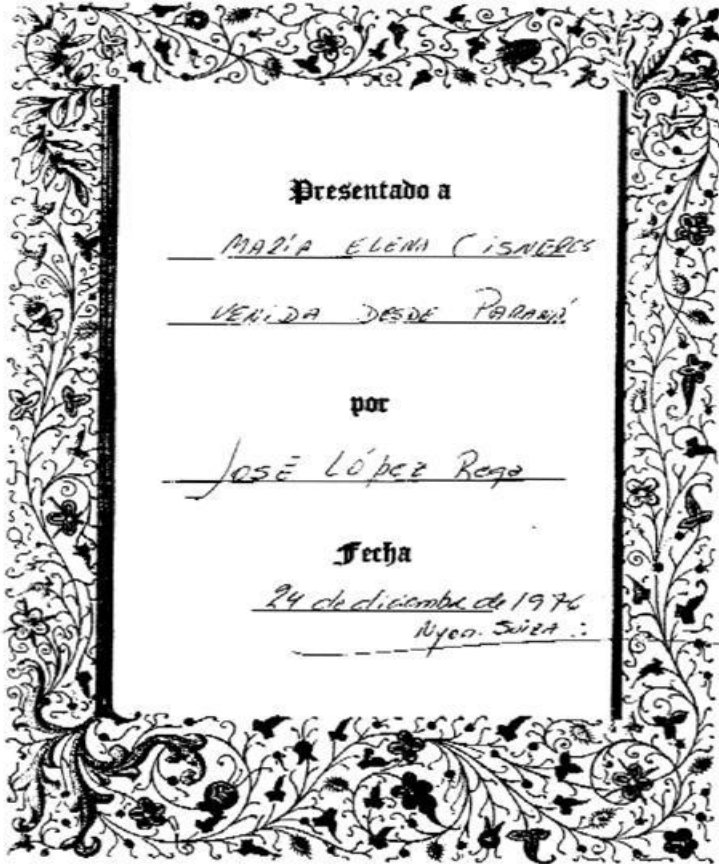 Presentado a
MARÍA ELENA CISNEROS
VENIDA DESDE PARANÁ
por
José López Rega
Fecha
24 de diciembre de 1976
Nyon. Suiza